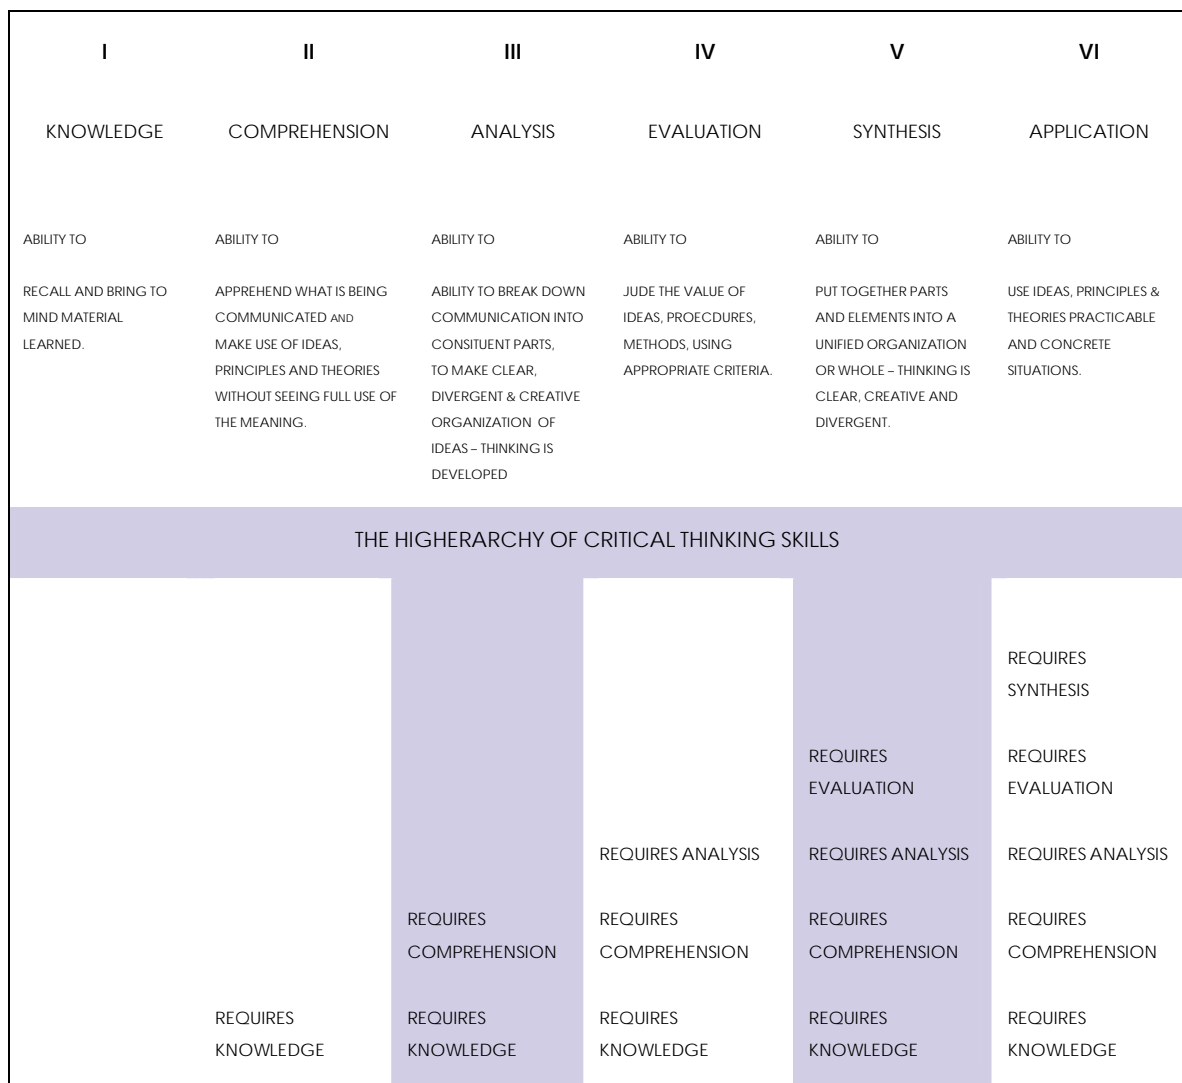 I II III IV V VI
KNOWLEDGE COMPREHENSION ANALYSIS EVALUATION SYNTHESIS APPLICATION
ABILITY TO
RECALL AND BRING TO
MIND MATERIAL
LEARNED.
ABILITY TO
APPREHEND WHAT IS BEING
COMMUNICATED AND
MAKE USE OF IDEAS,
PRINCIPLES AND THEORIES
WITHOUT SEEING FULL USE OF
THE MEANING.
ABILITY TO
ABILITY TO BREAK DOWN
COMMUNICATION INTO
CONSITUENT PARTS,
TO MAKE CLEAR,
DIVERGENT & CREATIVE
ORGANIZATION OF
IDEAS – THINKING IS
DEVELOPED
ABILITY TO
JUDE THE VALUE OF
IDEAS, PROECDURES,
METHODS, USING
APPROPRIATE CRITERIA.
ABILITY TO
PUT TOGETHER PARTS
AND ELEMENTS INTO A
UNIFIED ORGANIZATION
OR WHOLE – THINKING IS
CLEAR, CREATIVE AND
DIVERGENT.
ABILITY TO
USE IDEAS, PRINCIPLES &
THEORIES PRACTICABLE
AND CONCRETE
SITUATIONS.
THE HIGHERARCHY OF CRITICAL THINKING SKILLS
REQUIRES
KNOWLEDGE
REQUIRES
COMPREHENSION
REQUIRES
KNOWLEDGE
REQUIRES ANALYSIS
REQUIRES
COMPREHENSION
REQUIRES
KNOWLEDGE
REQUIRES
EVALUATION
REQUIRES ANALYSIS
REQUIRES
COMPREHENSION
REQUIRES
KNOWLEDGE
REQUIRES
SYNTHESIS
REQUIRES
EVALUATION
REQUIRES ANALYSIS
REQUIRES
COMPREHENSION
REQUIRES
KNOWLEDGE